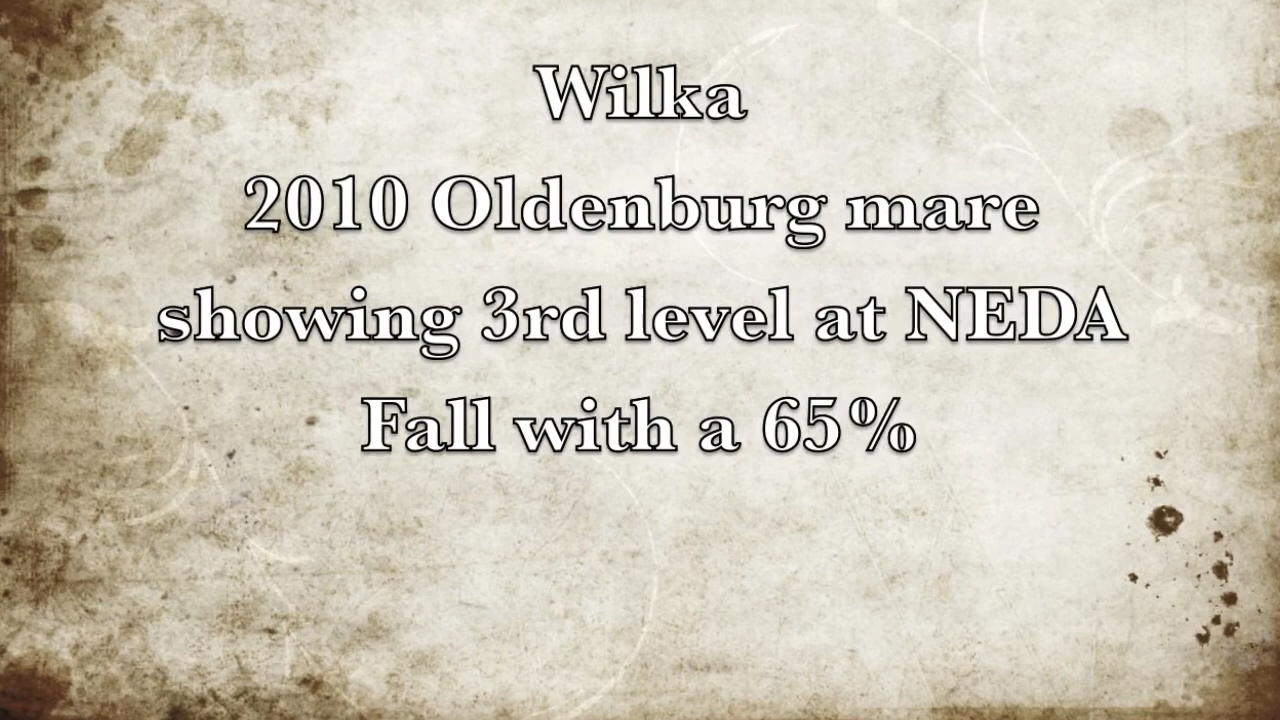 Wilka
2010 Oldenburg mare
showing 3rd level at NEDA
Fall with a 65%